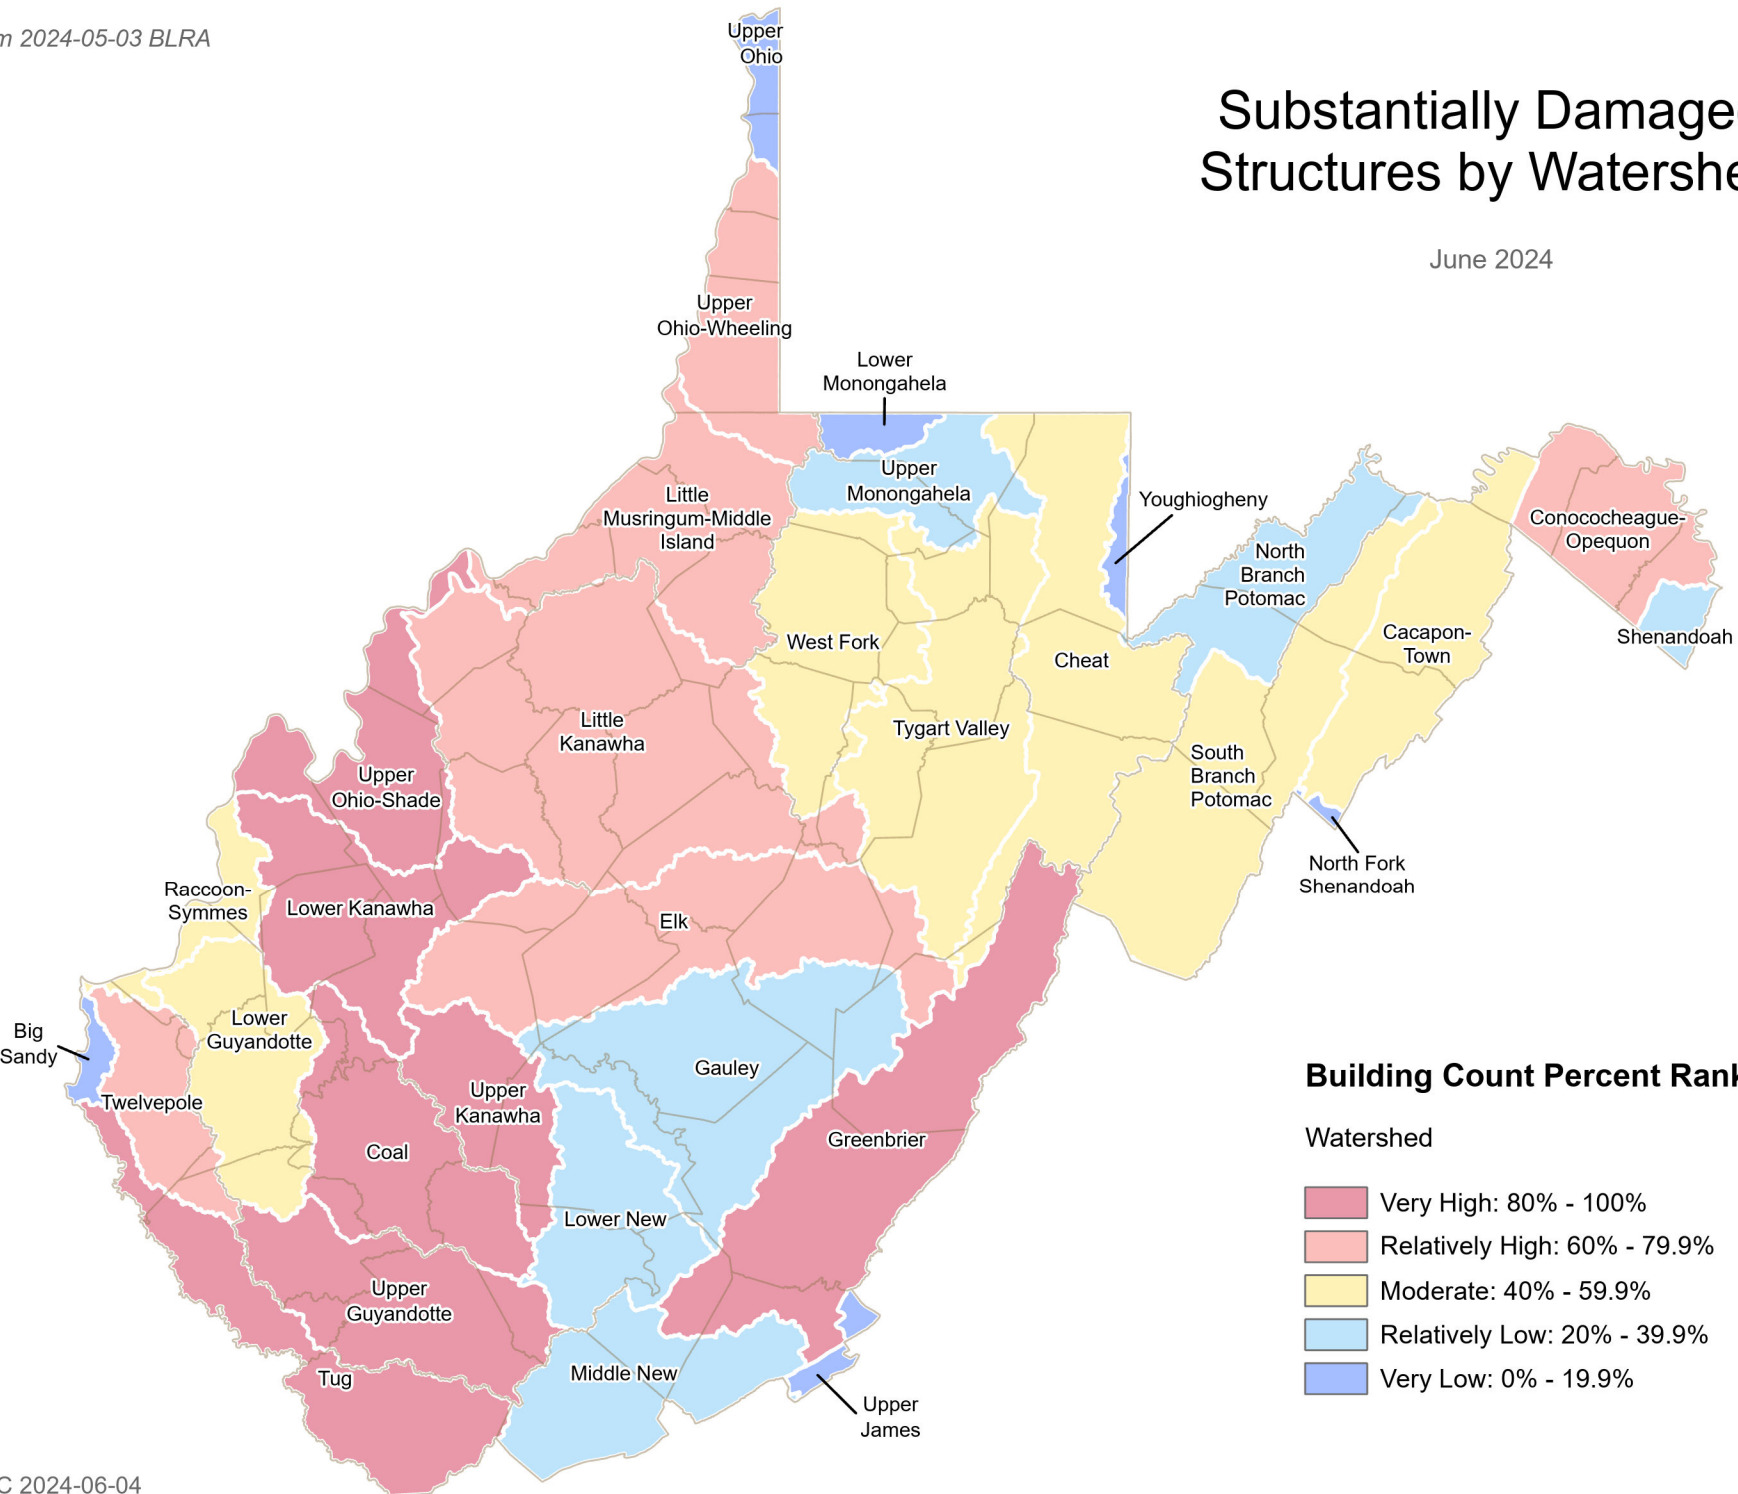 m 2024-05-03 BLRA
Substantially Damage
Structures by Watershe
June 2024
Upper
Ohio
Upper
Ohio-Wheeling
Lower
Monongahela
Upper
Monongahela
Youghiogheny
Little
Musringum-Middle
Island
North
Branch
Potomac
Conococheague-
Opequon
Shenandoah
Cacapon-
Town
West Fork
Cheat
Tygart Valley
Little
Kanawha
South
Branch
Potomac
Upper
Ohio-Shade
North Fork
Shenandoah
Raccoon-
Symmes
Lower Kanawha
Elk
Big
Sandy
Lower
Guyandotte
Gauley
Twelvepole
Upper
Kanawha
Coal
Greenbrier
Lower New
Upper
Guyandotte
Middle New
Tug
Upper
James
Building Count Percent Rank
Watershed
Very High: 80% - 100%
Relatively High: 60% - 79.9%
Moderate: 40% - 59.9%
Relatively Low: 20% - 39.9%
Very Low: 0% - 19.9%
C 2024-06-04